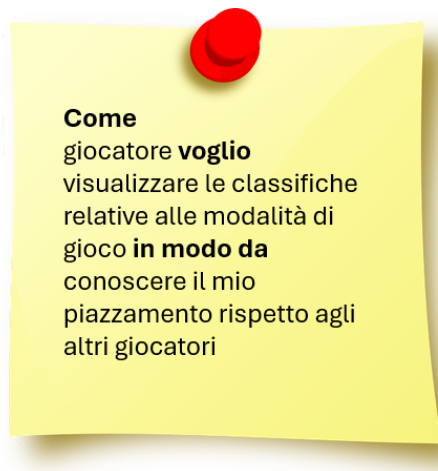 Come
giocatore voglio
visualizzare le classifiche
relative alle modalità di
gioco in modo da
conoscere il mio
piazzamento rispetto agli
altri giocatori